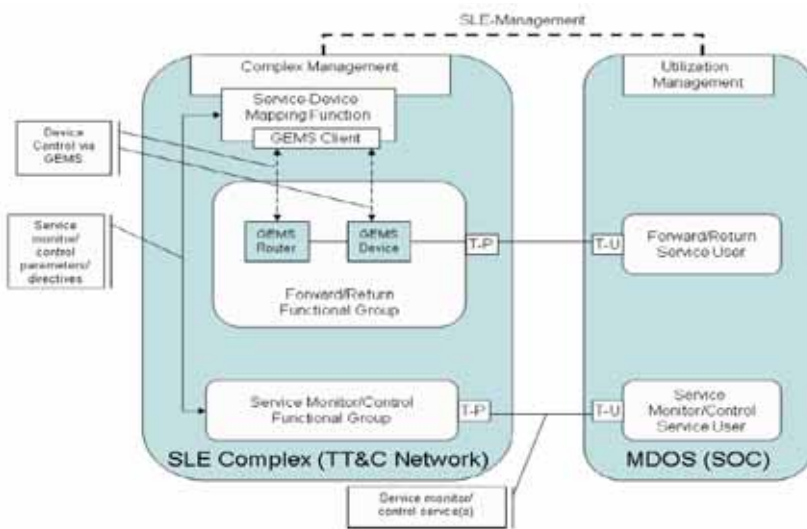 SLE-Management
Complex Management
Utilization
Management
Service-Device
Mapping Function
GEMS Client
Device
Control via
GEMS
GEMS
Router
GEMS
Device
T-P
T-U
Forward/Return
Service User
Service
monitor/
control
parameters/
directives
Forward/Return
Functional Group
Service Monitor/Control
Functional Group
T-P
T-U
Service
Monitor/Control
Service User
SLE Complex (TT&C Network)
MDOS (SOC)
Service monitor/
control service(s)